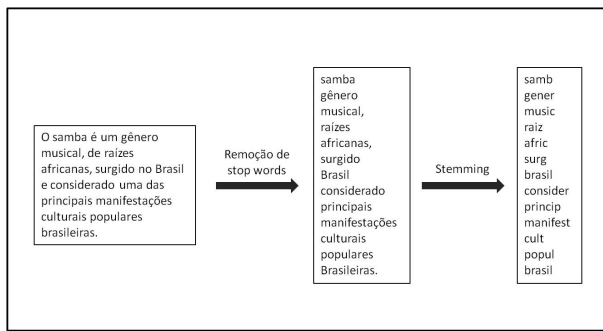 O samba é um gênero
musical, de raízes
africanas, surgido no Brasil
e considerado uma das
principais manifestações
culturais populares
brasileiras.
Remoção de
stop words
samba
gênero
musical,
raízes
africanas,
surgido
Brasil
considerado
principais
manifestações
culturais
populares
Brasileiras.
Stemming
samb
gener
music
raiz
afric
surg
brasil
consider
princip
manifest
cult
popul
brasil